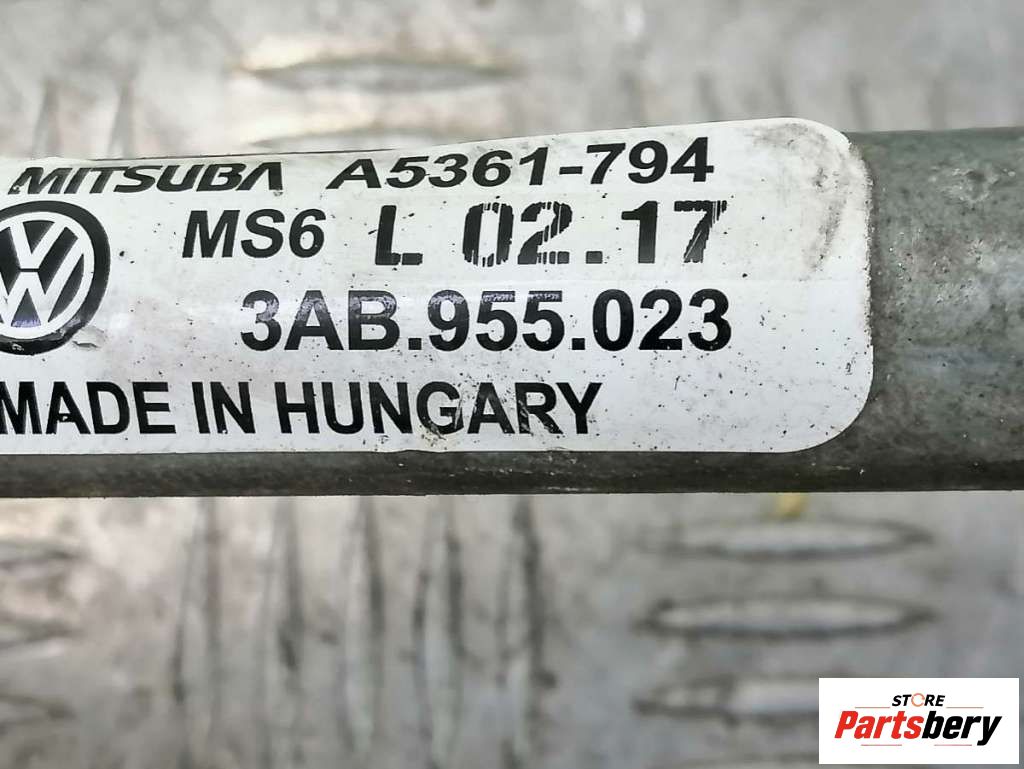 MITSUBA A5361-794
MS6 L 02.17
3AB.955.023
MADE IN HUNGARY
STORE
Partsbery